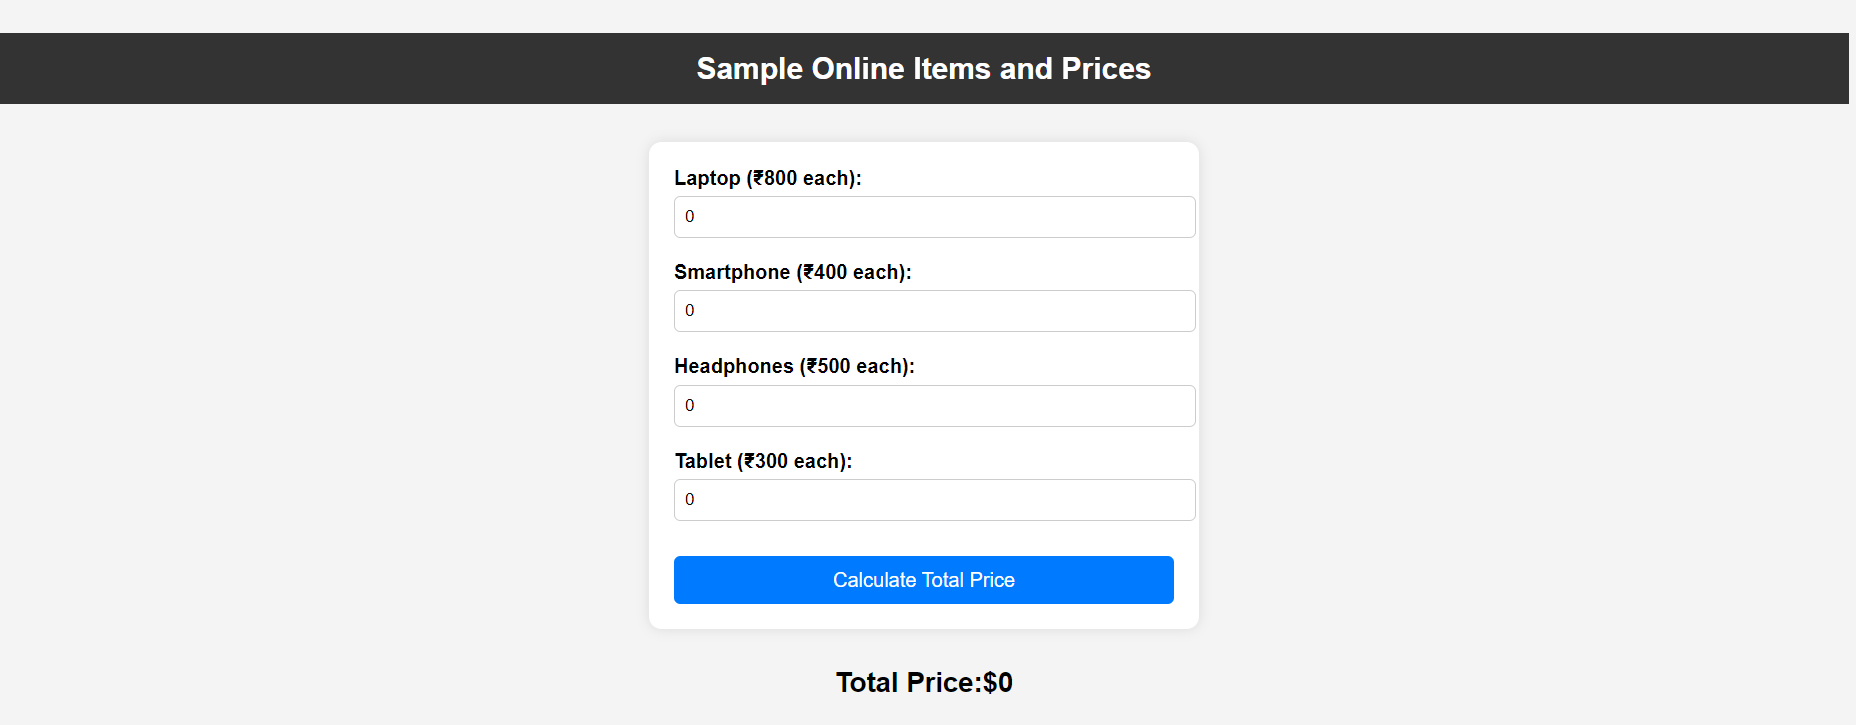 Sample Online Items and Prices
Laptop (₹800 each):
0
Smartphone (₹400 each):
0
Headphones (₹500 each):
0
Tablet (₹300 each):
0
Calculate Total Price
Total Price:$0